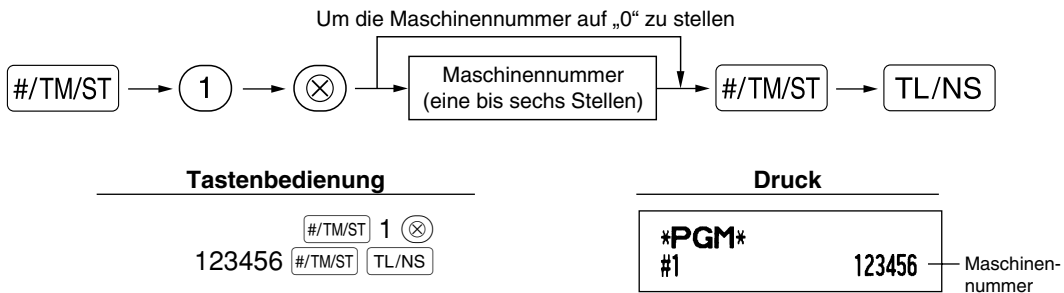 Um die Maschinennummer auf „0“ zu stellen
#/TM/ST 1 ⊗ Maschinennummer #/TM/ST TL/NS
(eine bis sechs Stellen)
Tastenbedienung
#/TM/ST 1 ⊗
123456 #/TM/ST TL/NS
Druck
*PGM*
#1 123456
Maschinen-
nummer